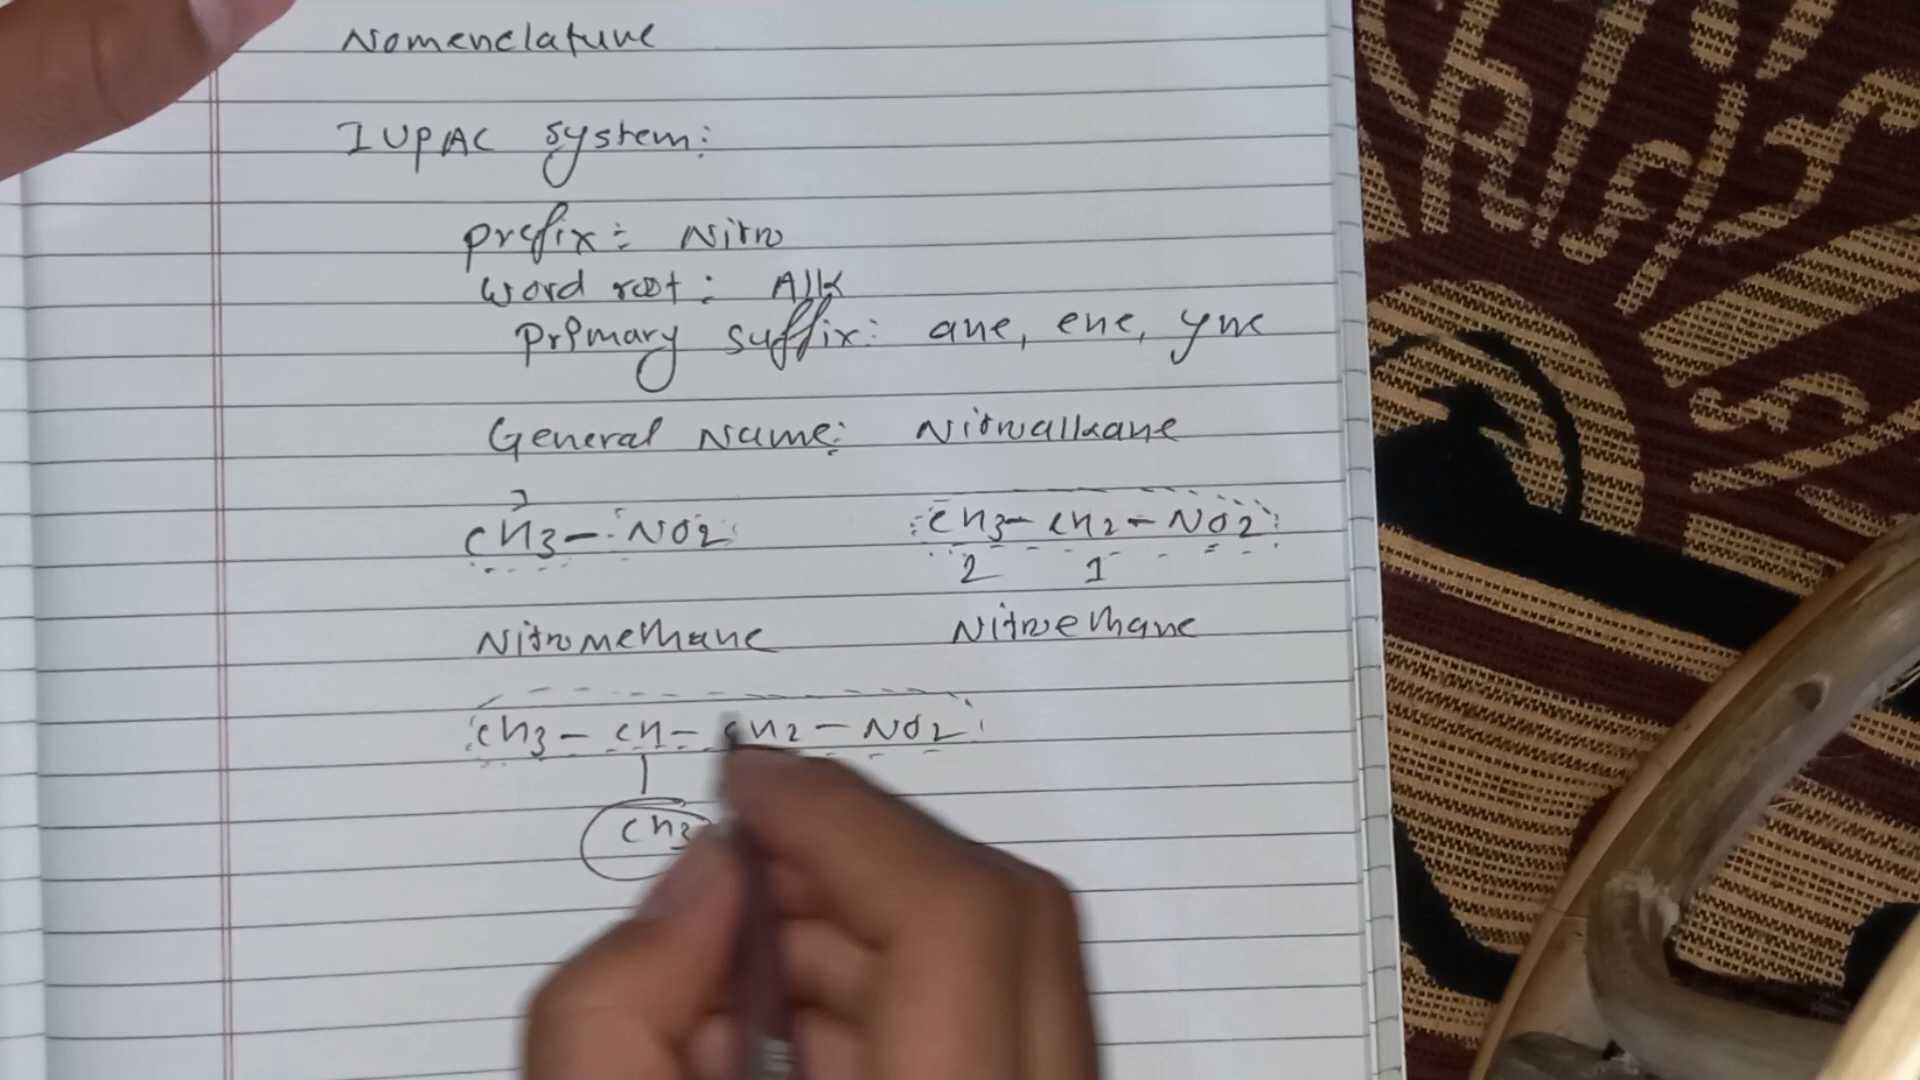 Nomenclature
IUPAC system:
prefix: Nitro
word root: Alk
Primary suffix: ane, ene, yne
General Name: Nitroalkane
CH3-NO2 CH3-CH2-NO2
2 1
Nitromethane Nitroethane
CH3-CH-CH2-NO2
CH3